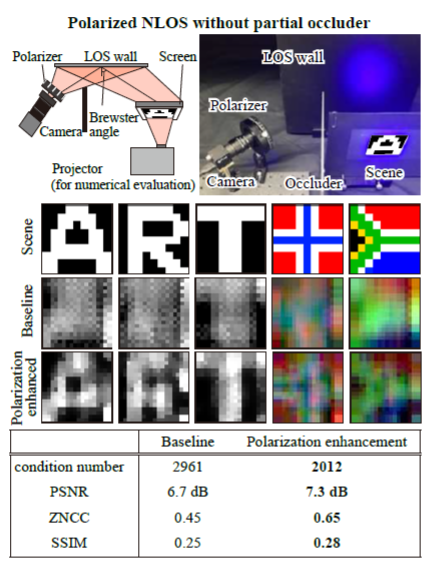 Polarized NLOS without partial occluder
Polarizer
LOS wall
Screen
Camera
Brewster
angle
Projector
(for numerical evaluation)
LOS wall
Polarizer
Camera
Occluder
Scene
Scene
Baseline
Polarization
enhanced
Baseline Polarization enhancement
condition number 2961 2012
PSNR 6.7 dB 7.3 dB
ZNCC 0.45 0.65
SSIM 0.25 0.28